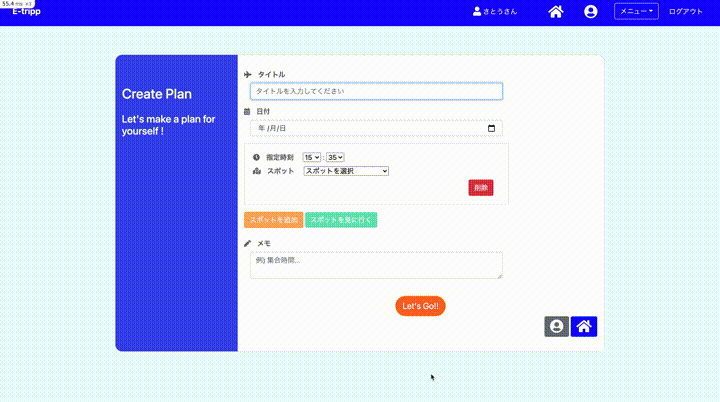 55.4 ms ×3
E-tripp
さとうさん
メニュー
ログアウト
Create Plan
Let's make a plan for
yourself !
タイトル
タイトルを入力してください
日付
年 /月/日
指定時刻 15 : 35
スポット スポットを選択
削除
スポットを追加 スポットを見に行く
メモ
例) 集合時間...
Let's Go!!